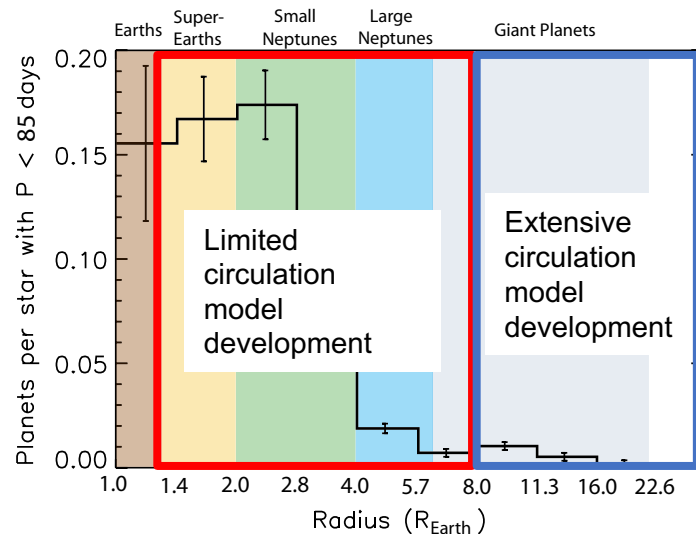 Earths
Super-
Earths
Small
Neptunes
Large
Neptunes
Giant Planets
Planets per star with P < 85 days
0.20
0.15
0.10
0.05
0.00
Limited
circulation
model
development
Extensive
circulation
model
development
1.0 1.4 2.0 2.8 4.0 5.7 8.0 11.3 16.0 22.6
Radius (REarth)